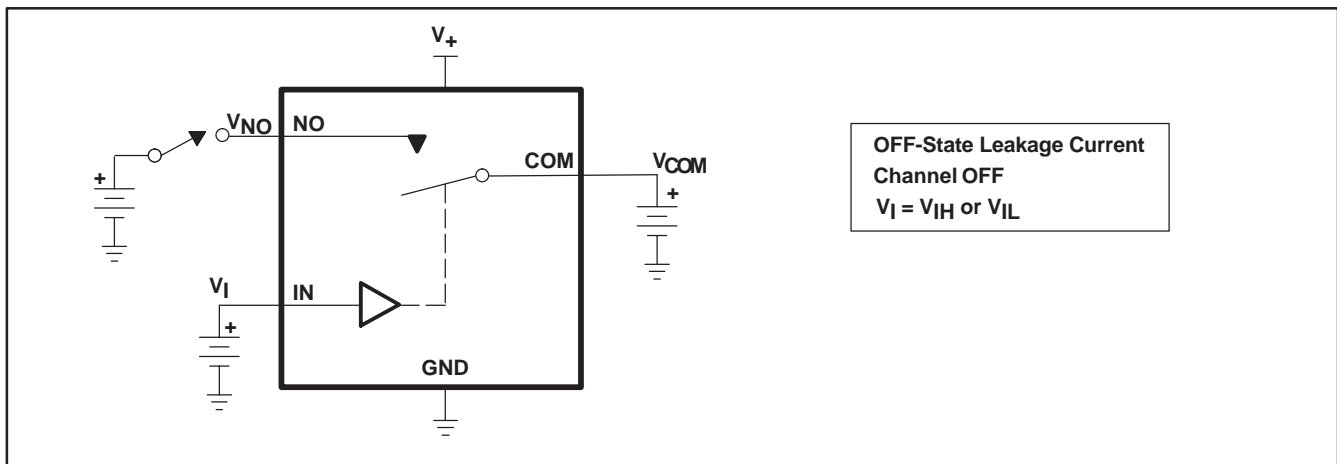 V+
VNO NO
COM VCOM
+
+
VI IN
+
GND
OFF-State Leakage Current
Channel OFF
VI = VIH or VIL